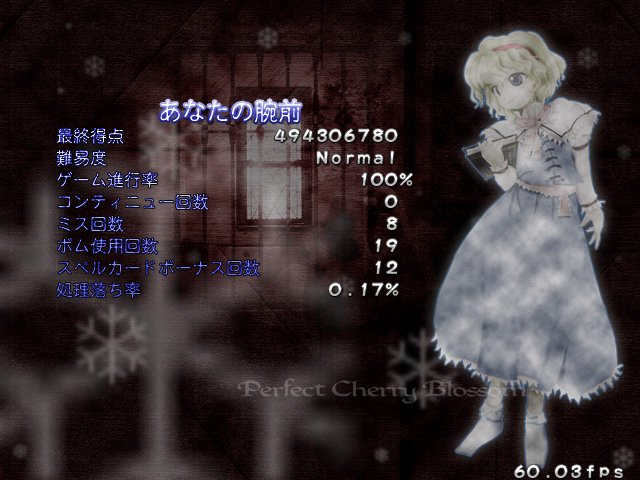 あなたの腕前
最終得点 494306780
難易度 Normal
ゲーム進行率 100%
コンティニュー回数 0
ミス回数 8
ボム使用回数 19
スペルカードボーナス回数 12
処理落ち率 0.17%
Perfect Cherry Blossom
60.03fps